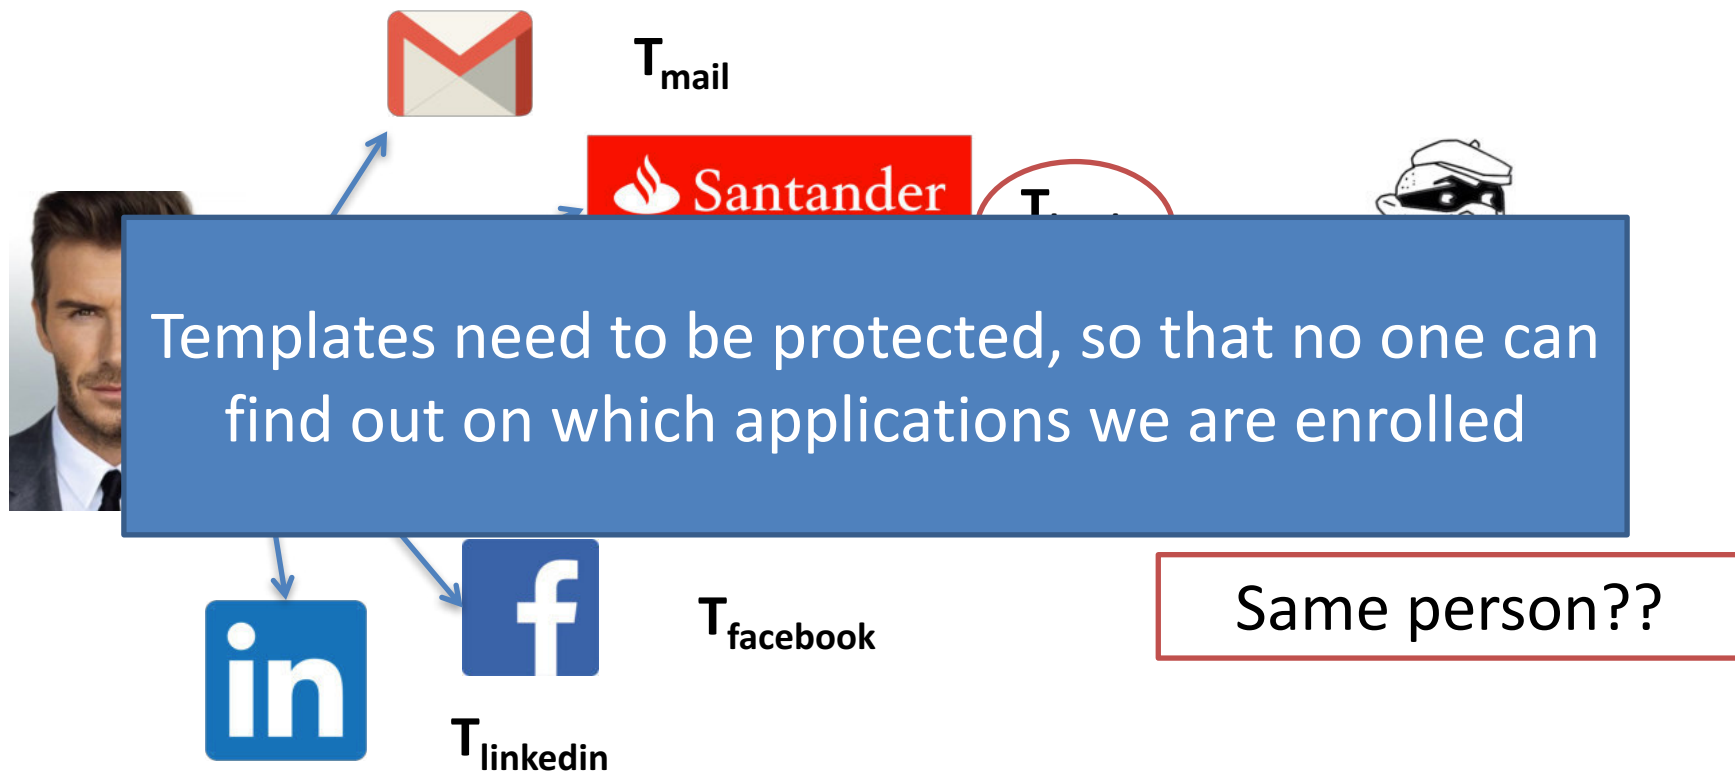 Tmail
Santander
T
Templates need to be protected, so that no one can
find out on which applications we are enrolled
Same person??
f
Tfacebook
in
Tlinkedin